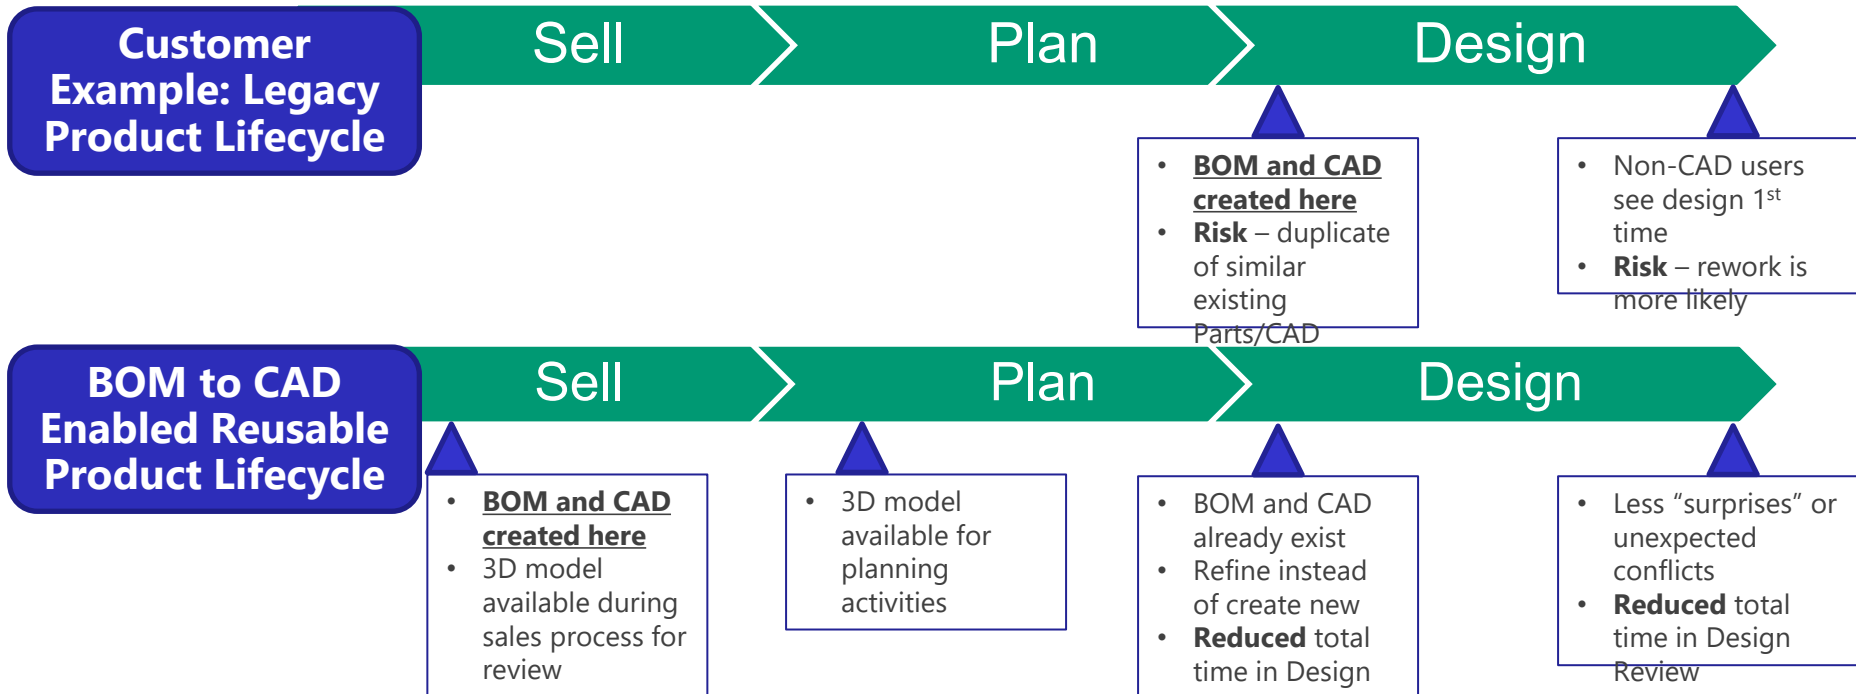 Customer
Example: Legacy
Product Lifecycle
Sell
Plan
Design
• BOM and CAD
created here
• Risk – duplicate
of similar
existing
Parts/CAD
• Non-CAD users
see design 1st
time
• Risk – rework is
more likely
BOM to CAD
Enabled Reusable
Product Lifecycle
Sell
Plan
Design
• BOM and CAD
created here
• 3D model
available during
sales process for
review
• 3D model
available for
planning
activities
• BOM and CAD
already exist
• Refine instead
of create new
• Reduced total
time in Design
• Less “surprises” or
unexpected
conflicts
• Reduced total
time in Design
Review